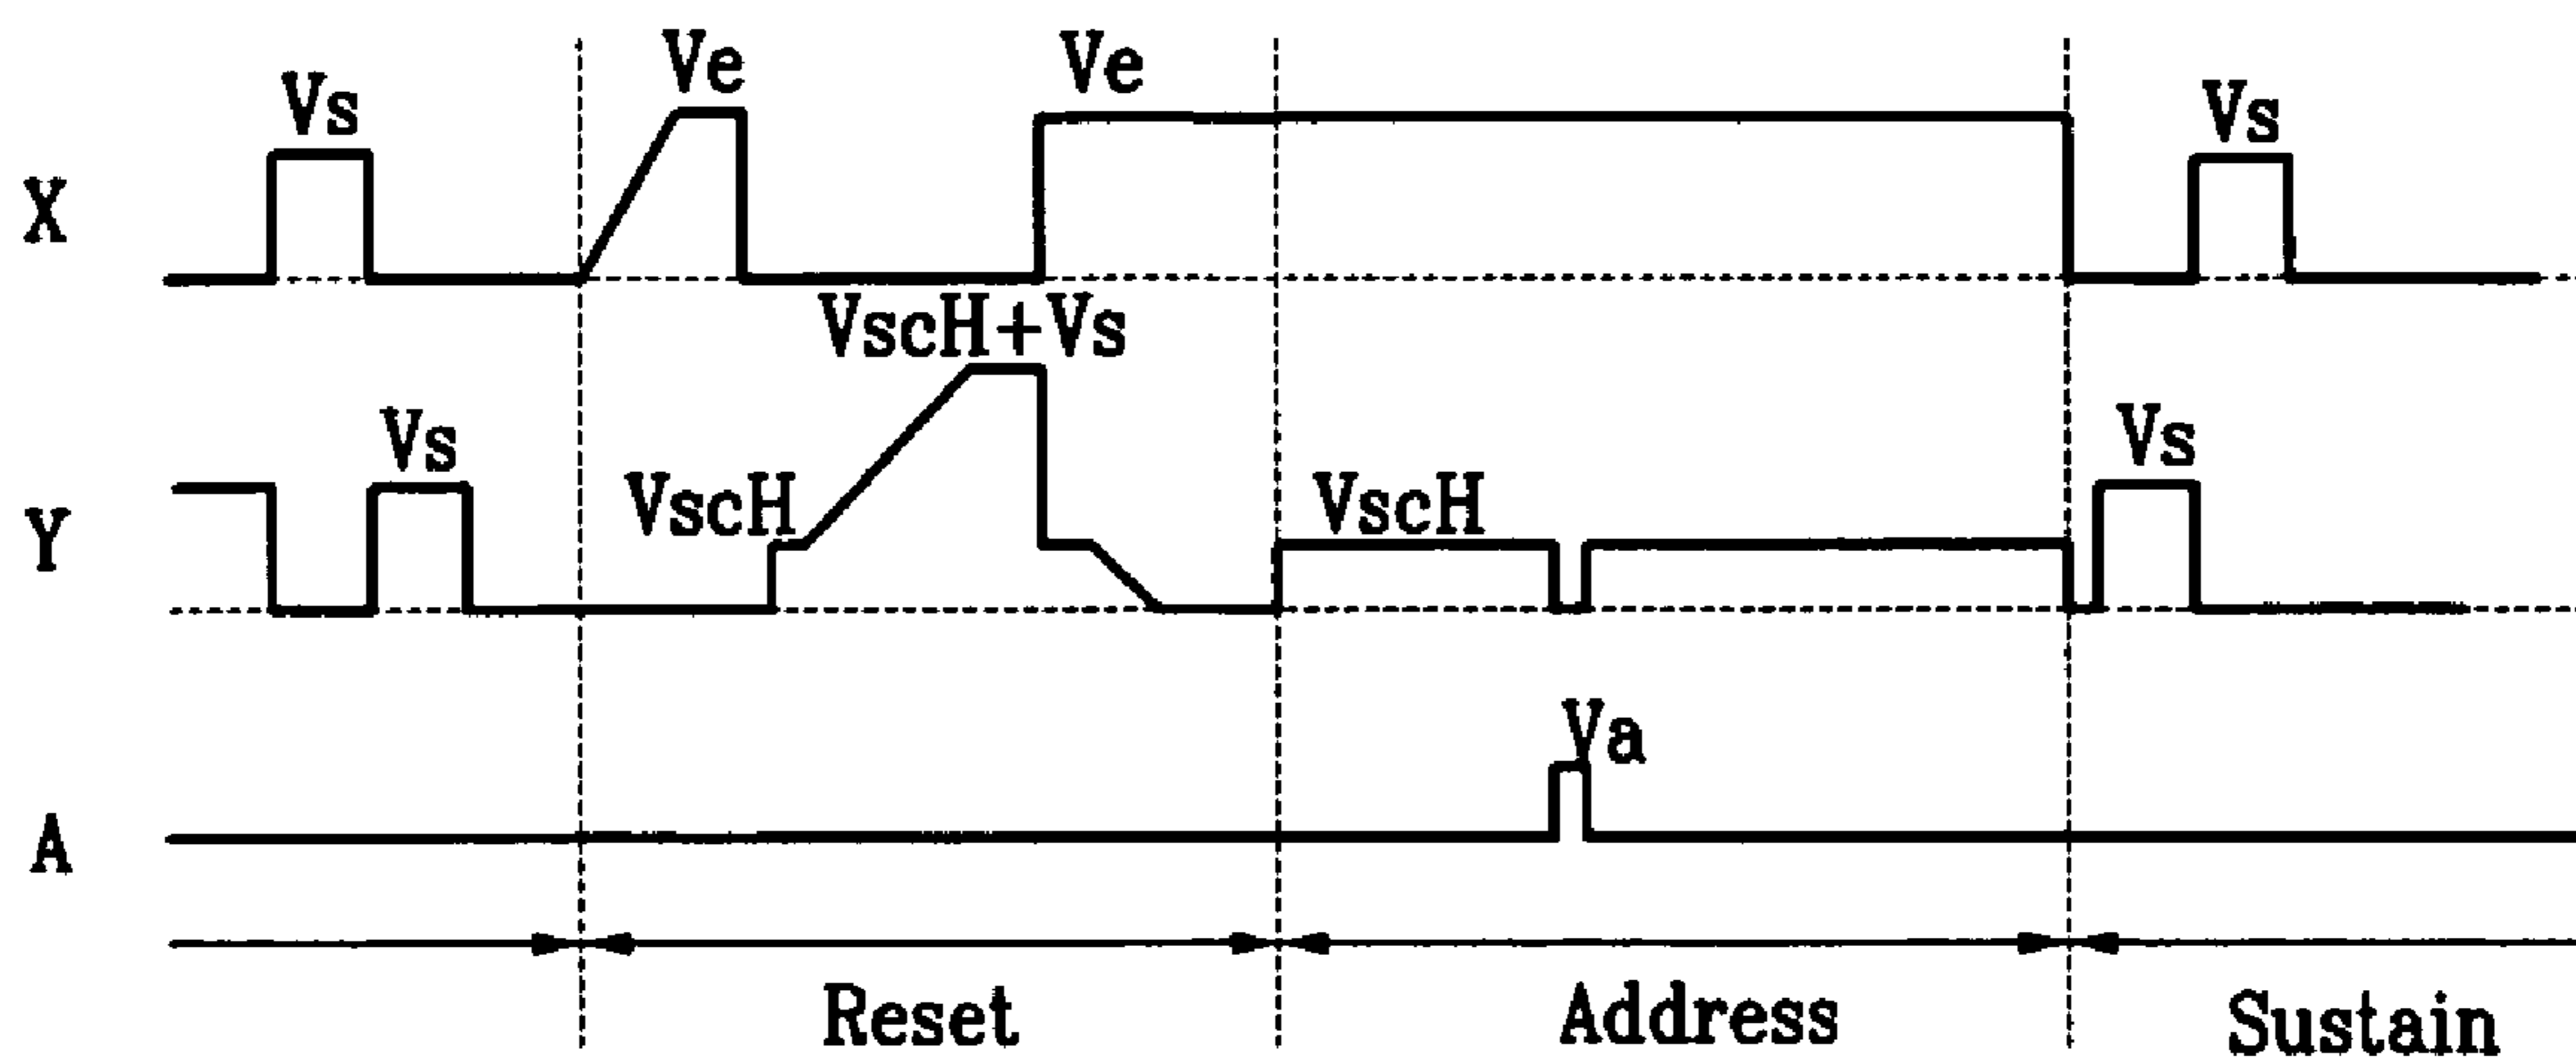 Ve Ve
Vs Vs
X
VscH+Vs
Vs Vs
VscH VscH
Y
Va
A
Reset Address Sustain